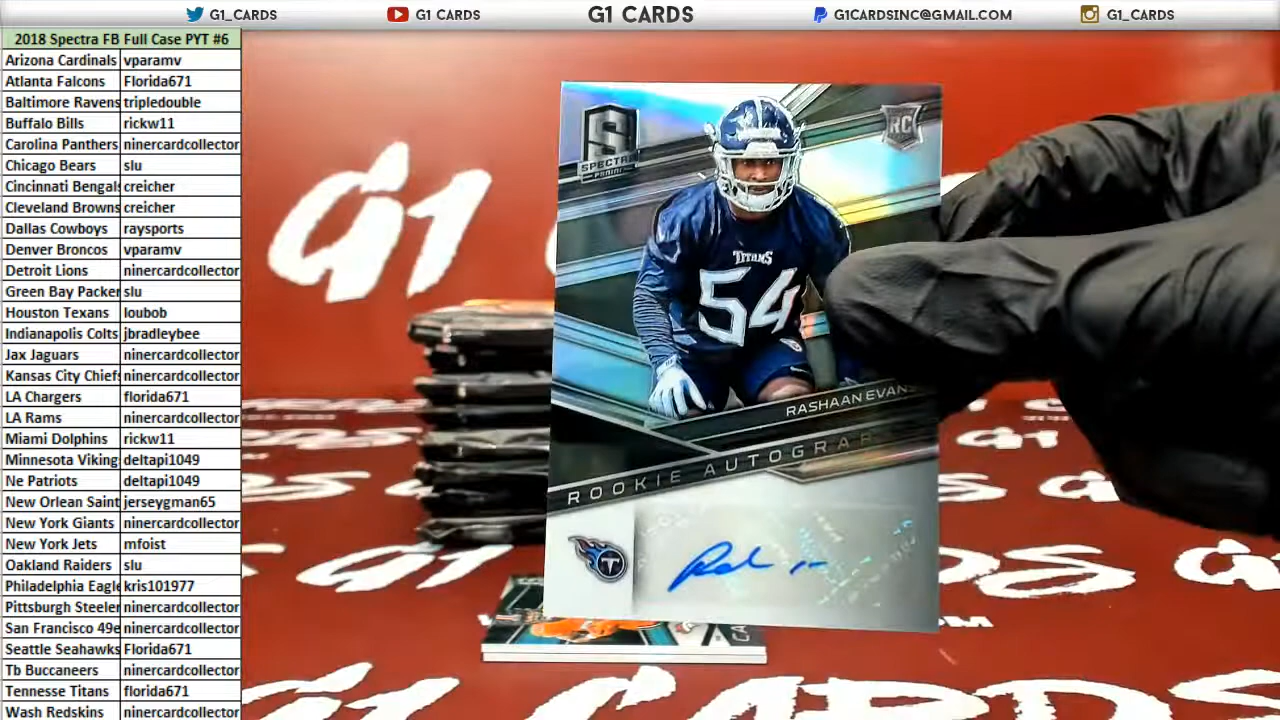 G1_CARDS
G1 CARDS
G1 CARDS
G1CARDSINC@GMAIL.COM
G1_CARDS
2018 Spectra FB Full Case PYT #6
Arizona Cardinals vparamv
Atlanta Falcons Florida671
Baltimore Ravens tripledouble
Buffalo Bills rickw11
Carolina Panthers ninercardcollector
Chicago Bears slu
Cincinnati Bengals creicher
Cleveland Browns creicher
Dallas Cowboys raysports
Denver Broncos vparamv
Detroit Lions ninercardcollector
Green Bay Packer slu
Houston Texans loubob
Indianapolis Colts jbradleybee
Jax Jaguars ninercardcollector
Kansas City Chiefs ninercardcollector
LA Chargers florida671
LA Rams ninercardcollector
Miami Dolphins rickw11
Minnesota Viking deltapi1049
Ne Patriots deltapi1049
New Orlean Saint jerseygman65
New York Giants ninercardcollector
New York Jets mfoist
Oakland Raiders slu
Philadelphia Eagle kris101977
Pittsburgh Steeler ninercardcollector
San Francisco 49e ninercardcollector
Seattle Seahawks Florida671
Tb Buccaneers ninercardcollector
Tennesse Titans florida671
Wash Redskins ninercardcollector
G1
S
SPECTRA
PANINI
RC
TITANS
54
RASHAAN EVANS
ROOKIE AUTOGRAP
T
G1 CARDS